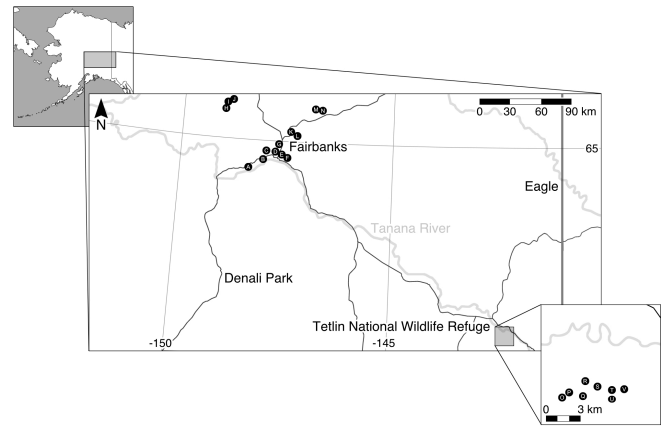 J
I
H
M N
0 30 60 90 km
N
K
L
G
C D
E
B F
A
Fairbanks
65
Eagle
Tanana River
Denali Park
Tetlin National Wildlife Refuge
-150
-145
R
S
P
T V
O Q U
0 3 km